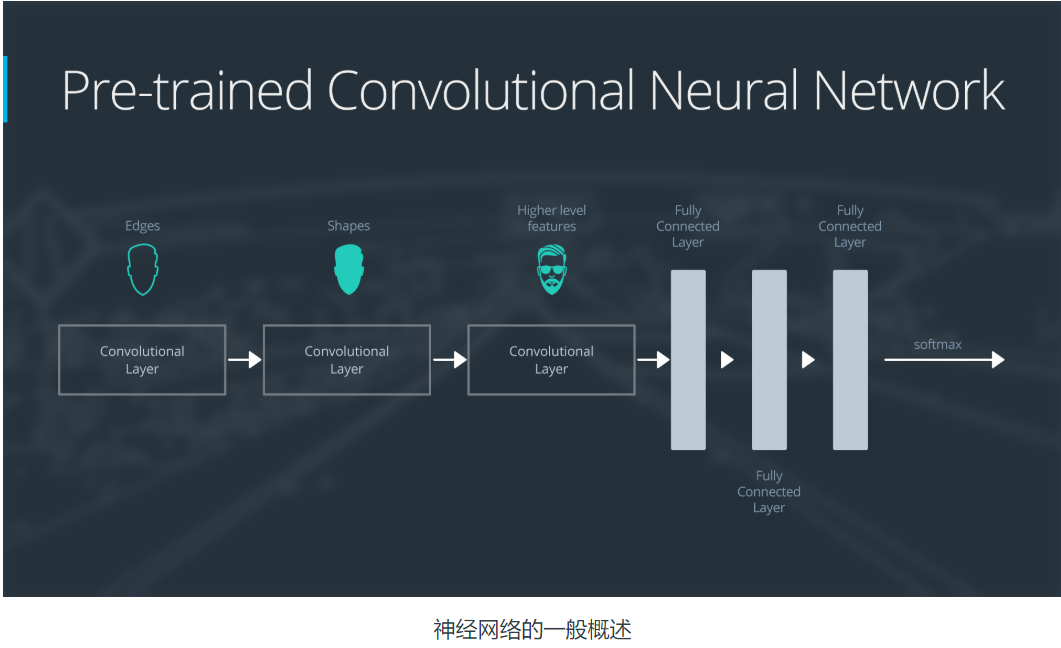 Pre-trained Convolutional Neural Network
Edges
Shapes
Higher level
features
Fully
Connected
Layer
Fully
Connected
Layer
Convolutional
Layer
Convolutional
Layer
Convolutional
Layer
softmax
Fully
Connected
Layer
神经网络的一般概述